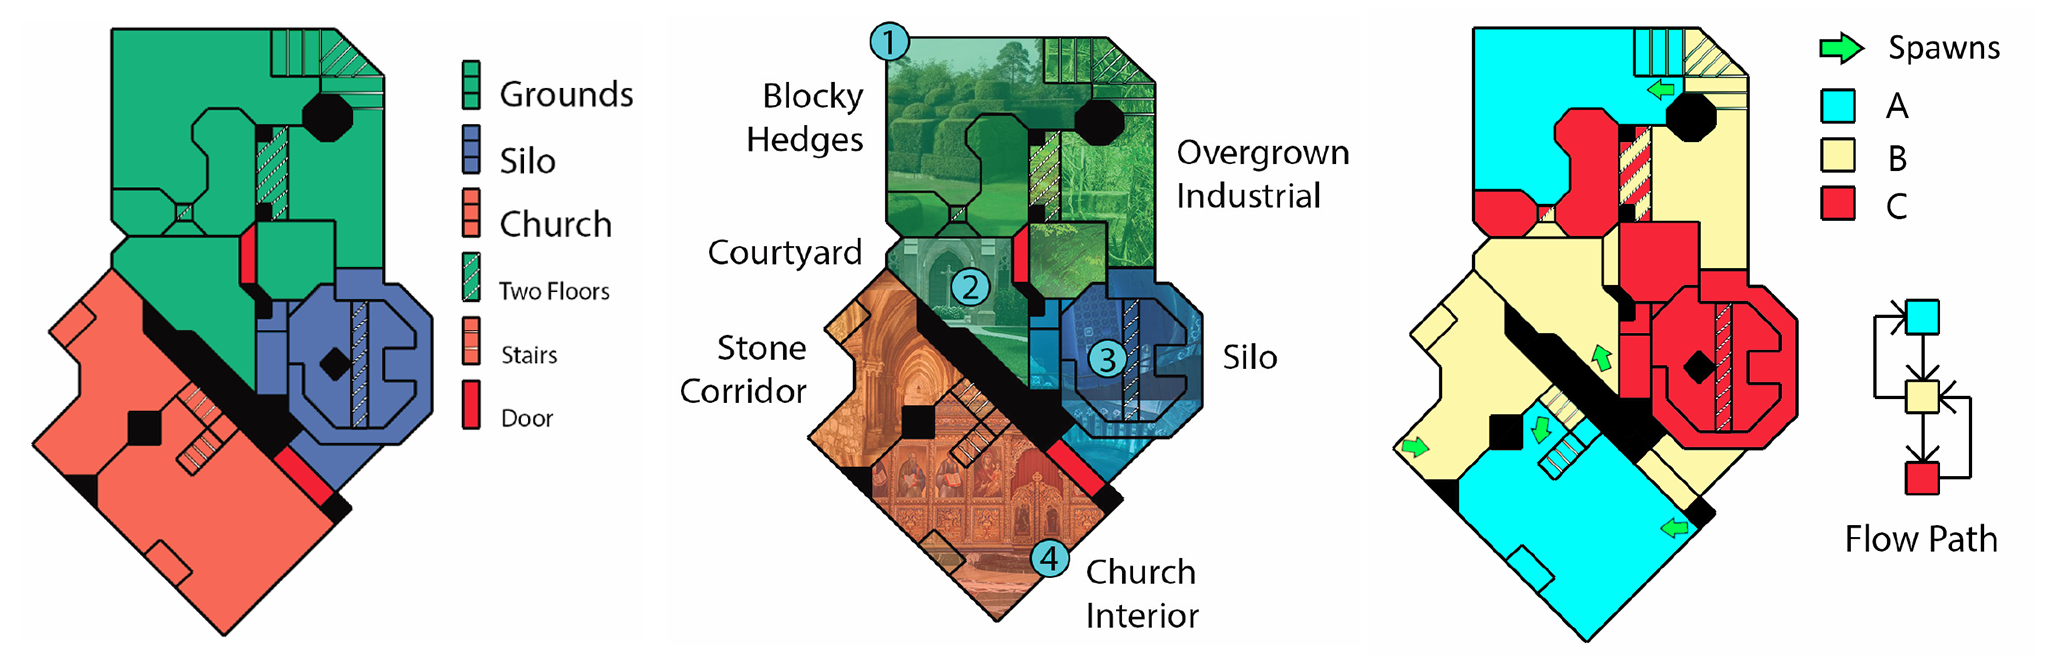 Grounds
Silo
Church
Two Floors
Stairs
Door
1
Blocky
Hedges
Overgrown
Industrial
Courtyard
2
Stone
Corridor
3
Silo
4
Church
Interior
Spawns
A
B
C
Flow Path